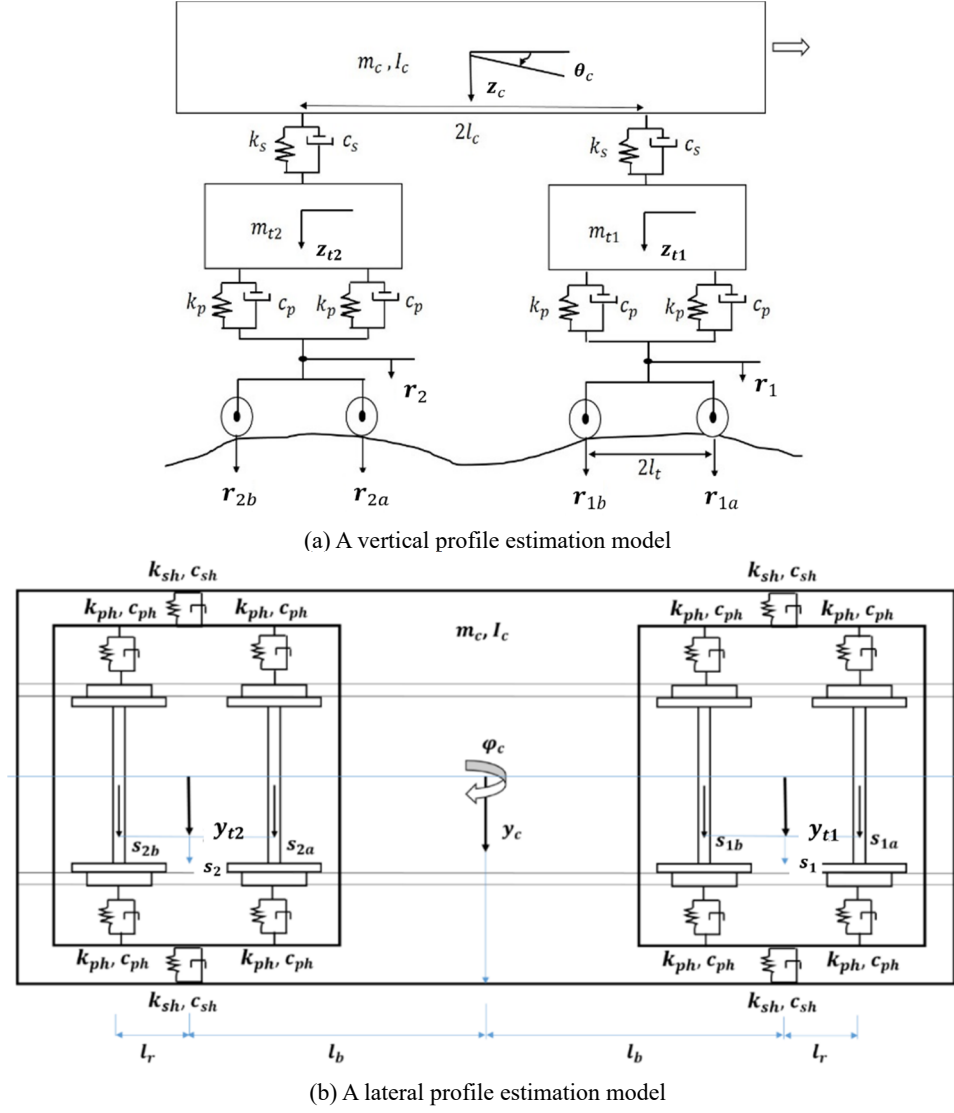 m_c, I_c
θ_c
z_c
2l_c
k_s c_s k_s c_s
m_t2 z_t2 m_t1 z_t1
k_p c_p k_p c_p k_p c_p k_p c_p
r_2 r_1
2l_t
r_2b r_2a r_1b r_1a
(a) A vertical profile estimation model
k_sh, c_sh k_sh, c_sh
k_ph, c_ph k_ph, c_ph k_ph, c_ph k_ph, c_ph
m_c, I_c
φ_c
y_t2 y_c y_t1
s_2b s_2 s_2a s_1b s_1 s_1a
k_ph, c_ph k_ph, c_ph k_ph, c_ph k_ph, c_ph
k_sh, c_sh k_sh, c_sh
l_r l_b l_b l_r
(b) A lateral profile estimation model